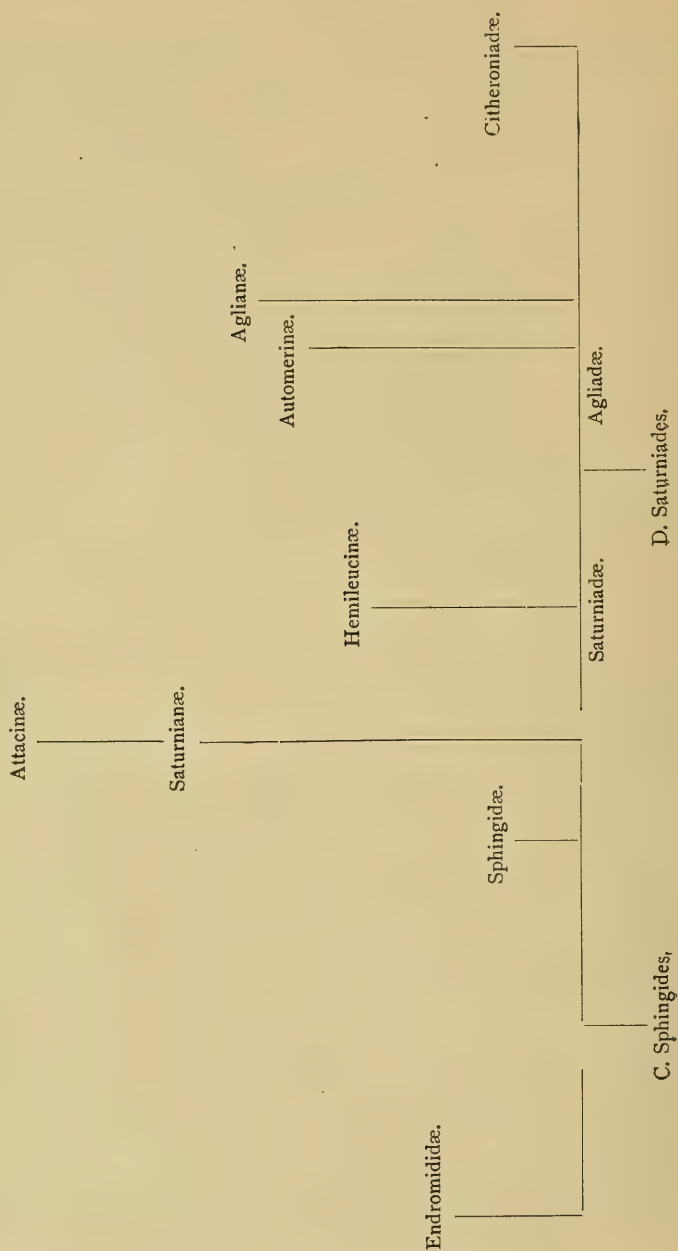 Attacinæ.
Saturnianæ.
Aglianæ.
Automerinæ.
Hemileucinæ.
Endromididæ.
Sphingidæ.
Citheroniadæ.
Saturniadæ.
Agliadæ.
C. Sphingides,
D. Saturniades,